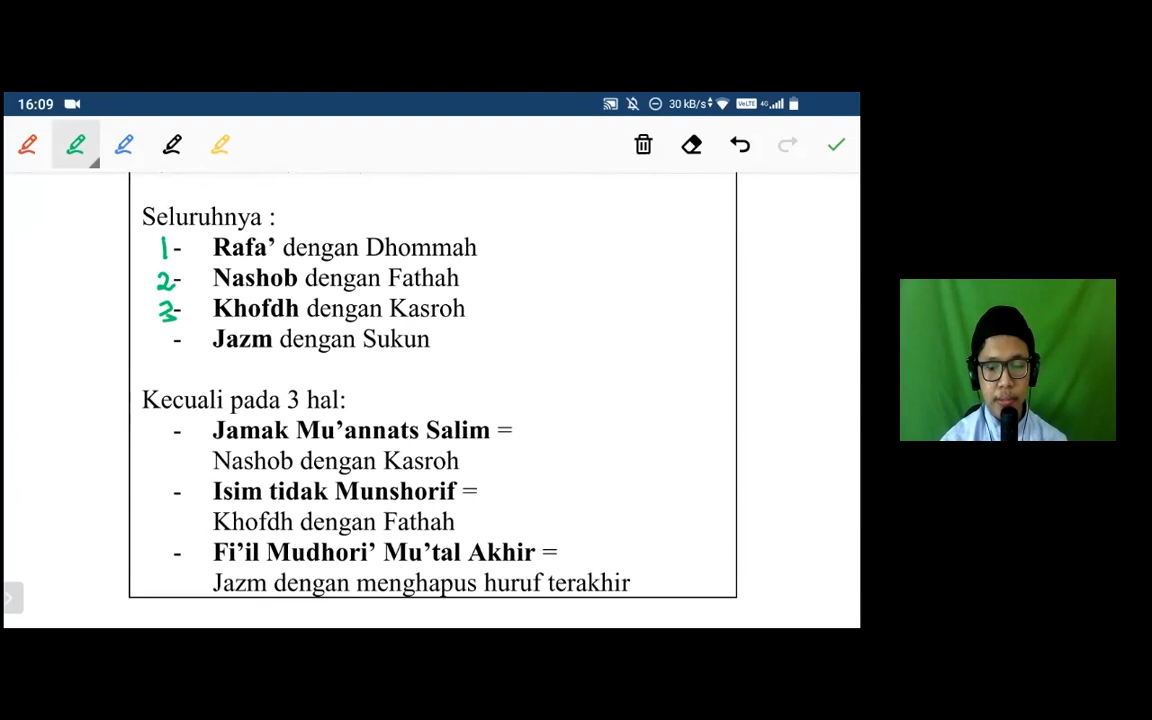 16:09 30 kB/s VoLTE 4G
Seluruhnya :
1- Rafa’ dengan Dhommah
2- Nashob dengan Fathah
3- Khofdh dengan Kasroh
- Jazm dengan Sukun
Kecuali pada 3 hal:
- Jamak Mu’annats Salim =
Nashob dengan Kasroh
- Isim tidak Munshorif =
Khofdh dengan Fathah
- Fi’il Mudhori’ Mu’tal Akhir =
Jazm dengan menghapus huruf terakhir